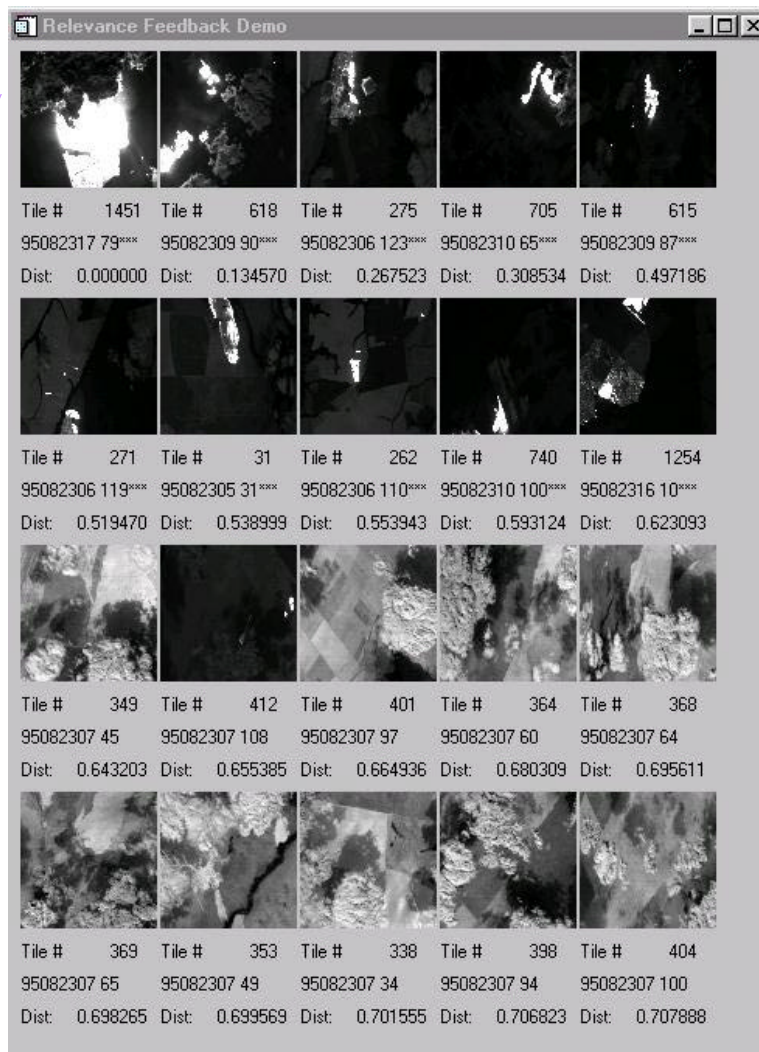 Relevance Feedback Demo
Tile # 1451 Tile # 618 Tile # 275 Tile # 705 Tile # 615
95082317 79*** 95082309 90*** 95082306 123*** 95082310 65*** 95082309 87***
Dist: 0.000000 Dist: 0.134570 Dist: 0.267523 Dist: 0.308534 Dist: 0.497186
Tile # 271 Tile # 31 Tile # 262 Tile # 740 Tile # 1254
95082306 119*** 95082305 31*** 95082306 110*** 95082310 100*** 95082316 10***
Dist: 0.519470 Dist: 0.538999 Dist: 0.553943 Dist: 0.593124 Dist: 0.623093
Tile # 349 Tile # 412 Tile # 401 Tile # 364 Tile # 368
95082307 45 95082307 108 95082307 97 95082307 60 95082307 64
Dist: 0.643203 Dist: 0.655385 Dist: 0.664936 Dist: 0.680309 Dist: 0.695611
Tile # 369 Tile # 353 Tile # 338 Tile # 398 Tile # 404
95082307 65 95082307 49 95082307 34 95082307 94 95082307 100
Dist: 0.698265 Dist: 0.699569 Dist: 0.701555 Dist: 0.706823 Dist: 0.707888